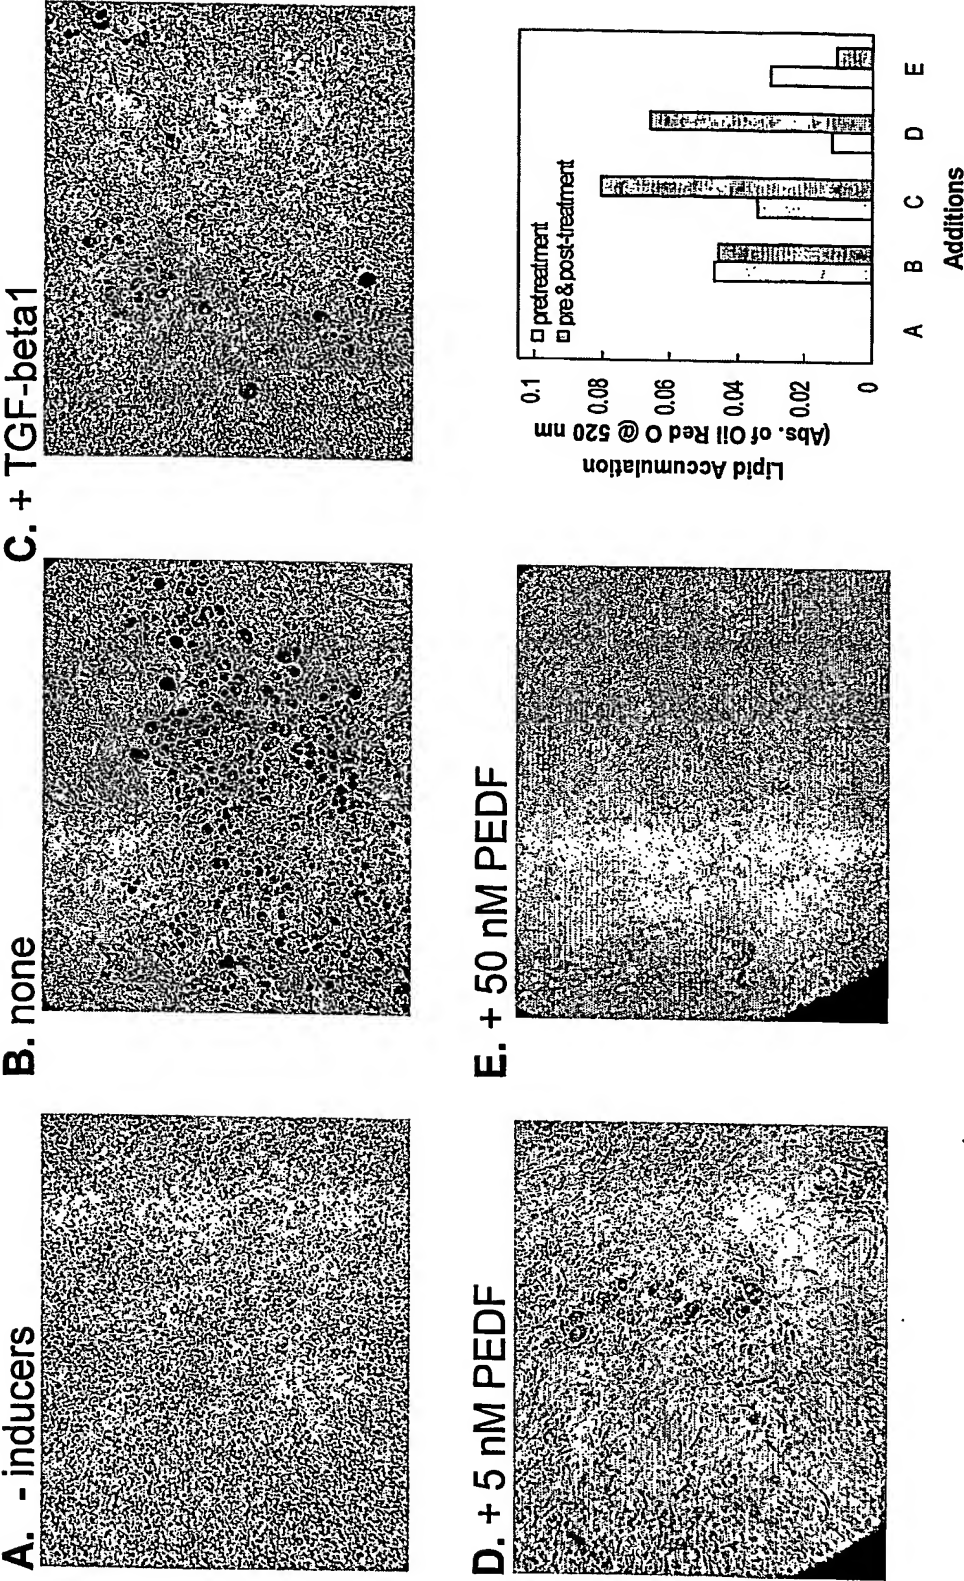 A. - inducers
B. none
C. + TGF-beta1
D. + 5 nM PEDF
E. + 50 nM PEDF
Lipid Accumulation
(Abs. of Oil Red O @ 520 nm
0.1
0.08
0.06
0.04
0.02
0
pretreatment
pre & post-treatment
A B C D E
Additions